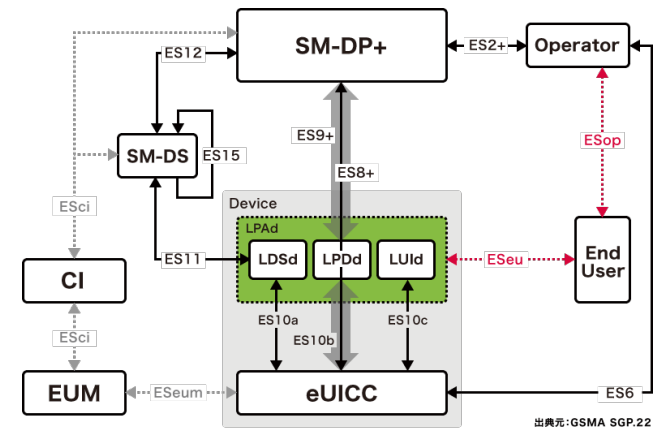 SM-DP+
ES2+
Operator
ES12
ES9+
ESop
SM-DS
ES15
ES8+
ESci
Device
LPAd
ES11
LDSd
LPDd
LUId
ESeu
End
User
CI
ES10a
ES10b
ES10c
ESci
EUM
ESeum
eUICC
ES6
出典元:GSMA SGP.22